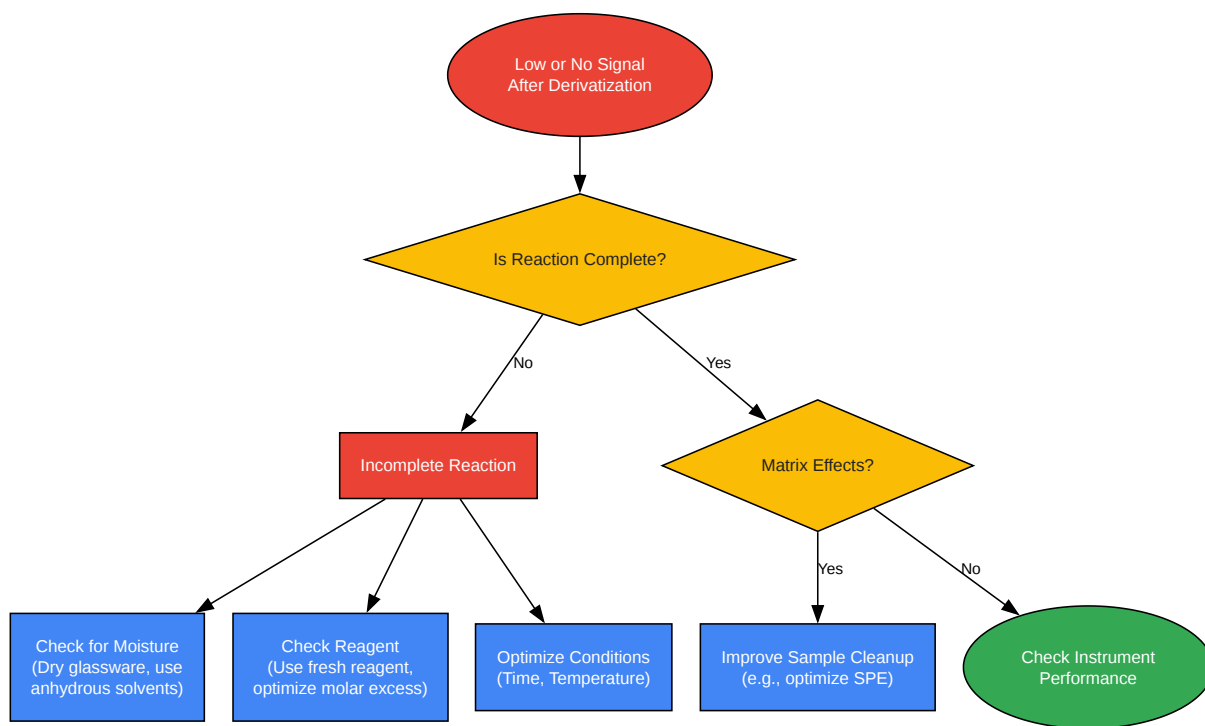 Low or No Signal
After Derivatization
Is Reaction Complete?
No
Yes
Incomplete Reaction
Matrix Effects?
Yes
No
Check for Moisture
(Dry glassware, use
anhydrous solvents)
Check Reagent
(Use fresh reagent,
optimize molar excess)
Optimize Conditions
(Time, Temperature)
Improve Sample Cleanup
(e.g., optimize SPE)
Check Instrument
Performance